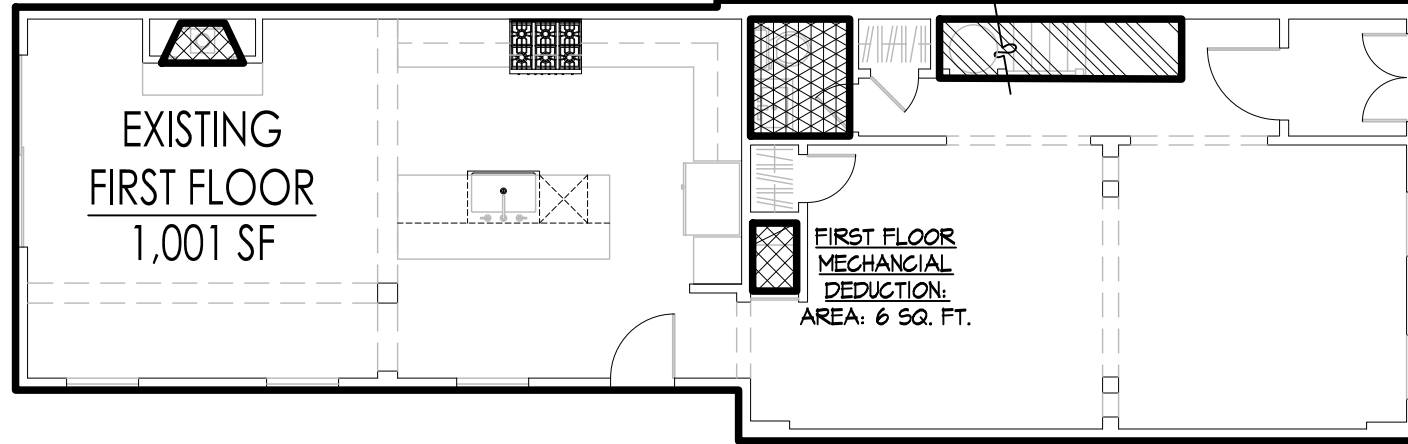 EXISTING
FIRST FLOOR
1,001 SF
FIRST FLOOR
MECHANCIAL
DEDUCTION:
AREA: 6 SQ. FT.